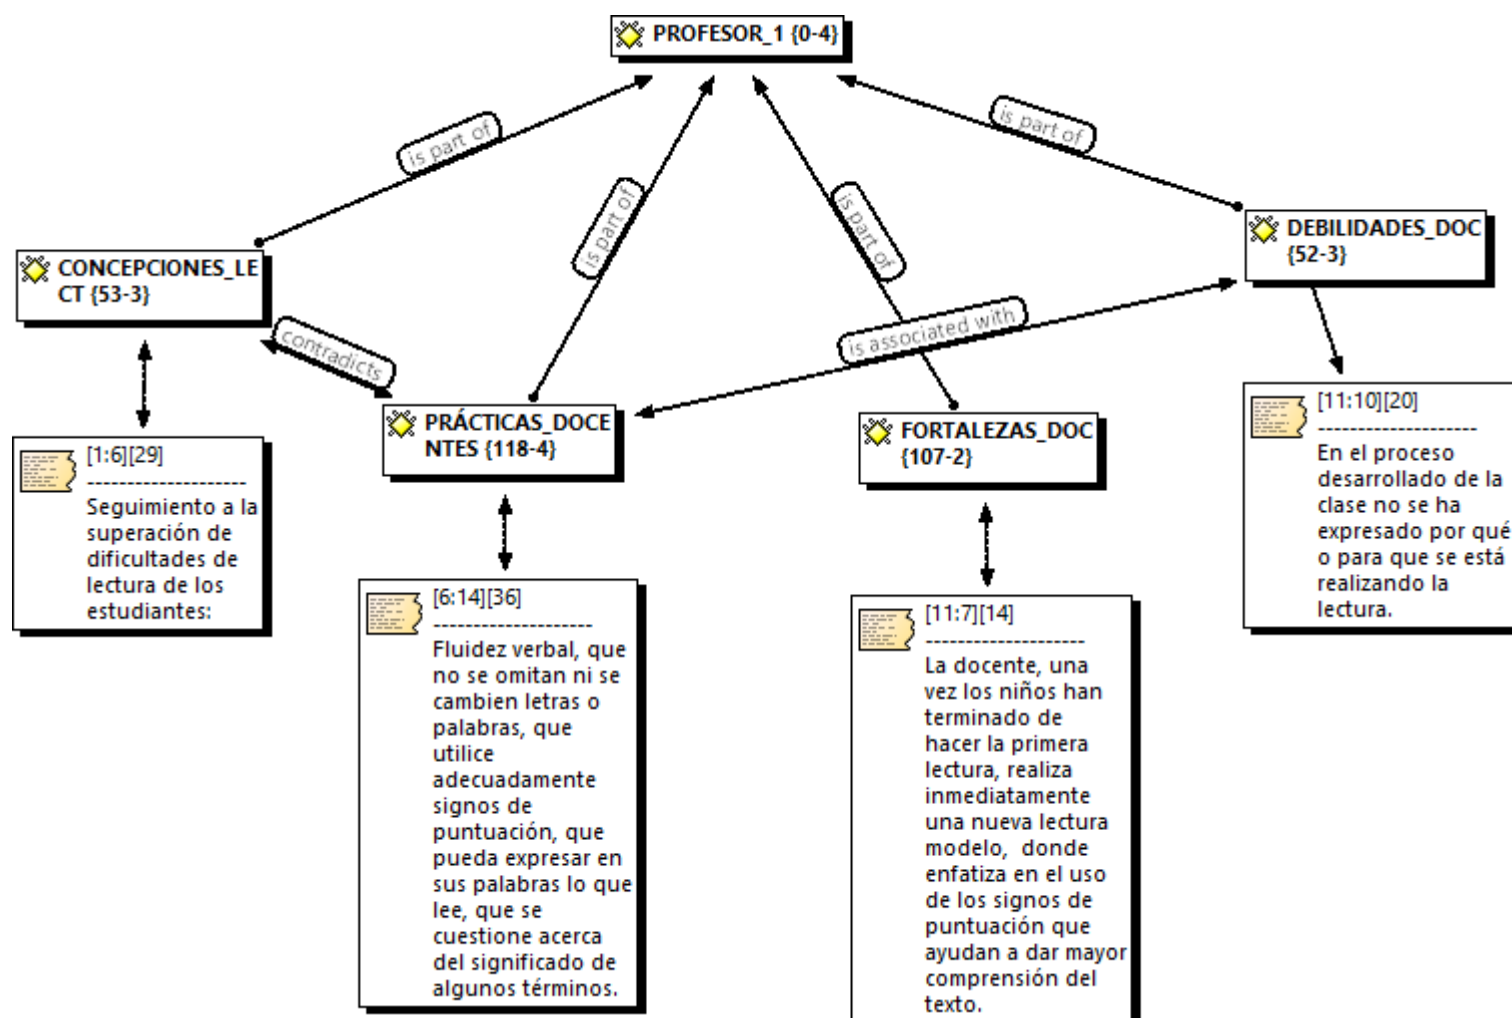 PROFESOR_1 {0-4}
is part of
is part of
is part of
is part of
CONCEPCIONES_LE
CT {53-3}
DEBILIDADES_DOC
{52-3}
contradicts
is associated with
PRÁCTICAS_DOCE
NTES {118-4}
FORTALEZAS_DOC
{107-2}
[1:6][29]
--------------------
Seguimiento a la
superación de
dificultades de
lectura de los
estudiantes:
[6:14][36]
--------------------
Fluidez verbal, que
no se omitan ni se
cambien letras o
palabras, que
utilice
adecuadamente
signos de
puntuación, que
pueda expresar en
sus palabras lo que
lee, que se
cuestione acerca
del significado de
algunos términos.
[11:7][14]
--------------------
La docente, una
vez los niños han
terminado de
hacer la primera
lectura, realiza
inmediatamente
una nueva lectura
modelo,  donde
enfatiza en el uso
de los signos de
puntuación que
ayudan a dar mayor
comprensión del
texto.
[11:10][20]
--------------------
En el proceso
desarrollado de la
clase no se ha
expresado por qué
o para que se está
realizando la
lectura.